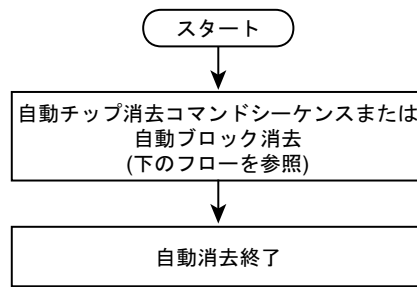 スタート
自動チップ消去コマンドシーケンスまたは
自動ブロック消去
(下のフローを参照)
自動消去終了